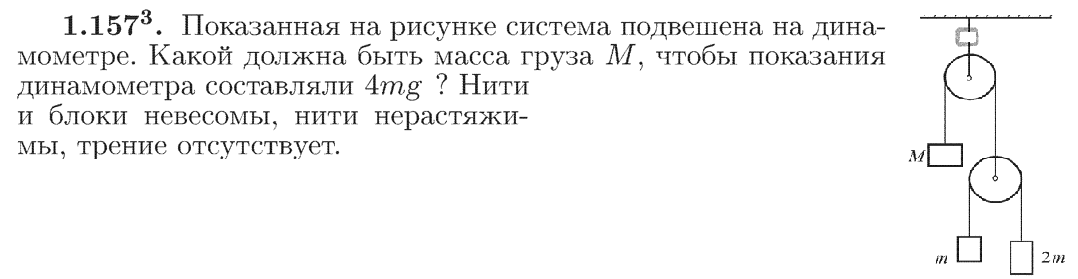 1.157³. Показанная на рисунке система подвешена на дина-
мометре. Какой должна быть масса груза M, чтобы показания
динамометра составляли 4mg ? Нити
и блоки невесомы, нити нерастяжи-
мы, трение отсутствует.
M
m
2m